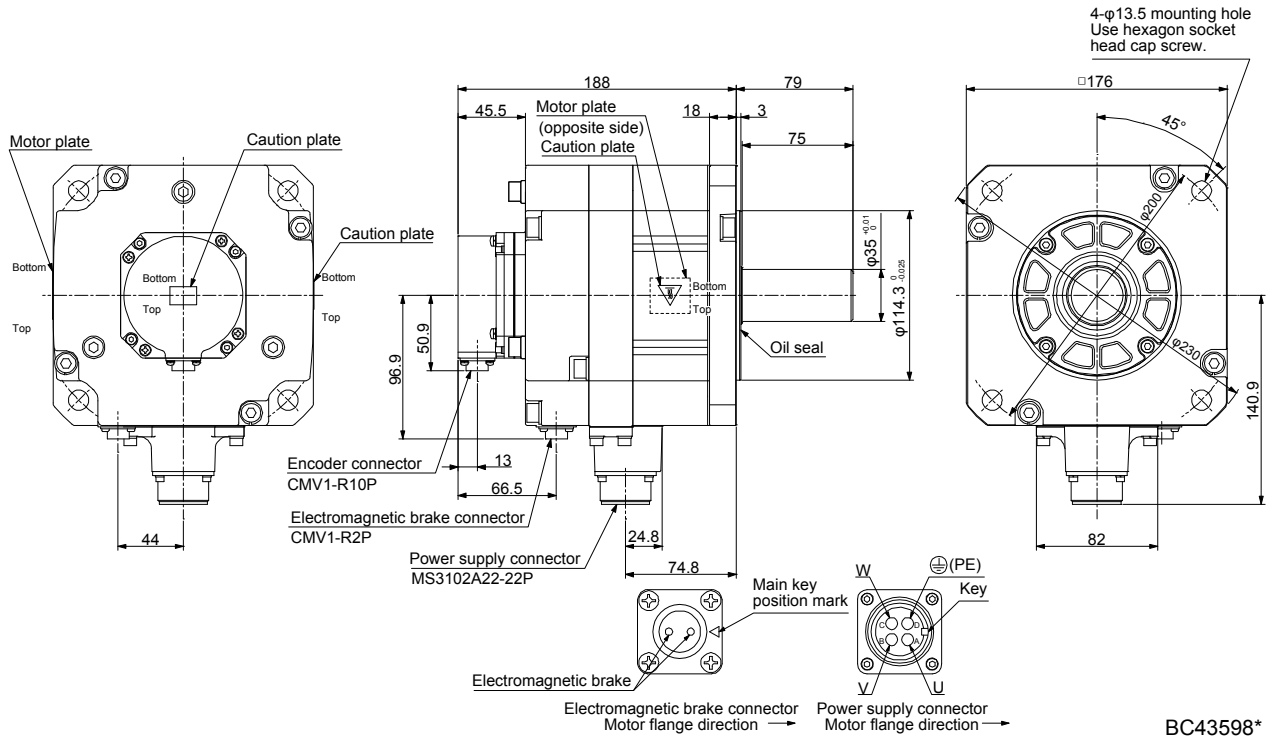 4-φ13.5 mounting hole
Use hexagon socket
head cap screw.
188
79
□176
45.5
Motor plate
(opposite side)
Caution plate
18
3
75
45°
Motor plate
Caution plate
Caution plate
Bottom
Top
Bottom
Top
Bottom
Top
Bottom
Top
φ35 +0.01 0
φ114.3 0 -0.025
φ200
φ230
Oil seal
50.9
96.9
140.9
Encoder connector
CMV1-R10P
13
66.5
Electromagnetic brake connector
CMV1-R2P
44
24.8
82
Power supply connector
MS3102A22-22P
74.8
Main key
position mark
W
(PE)
Key
C
D
B
A
V
U
Electromagnetic brake
Electromagnetic brake connector
Motor flange direction
Power supply connector
Motor flange direction
BC43598*